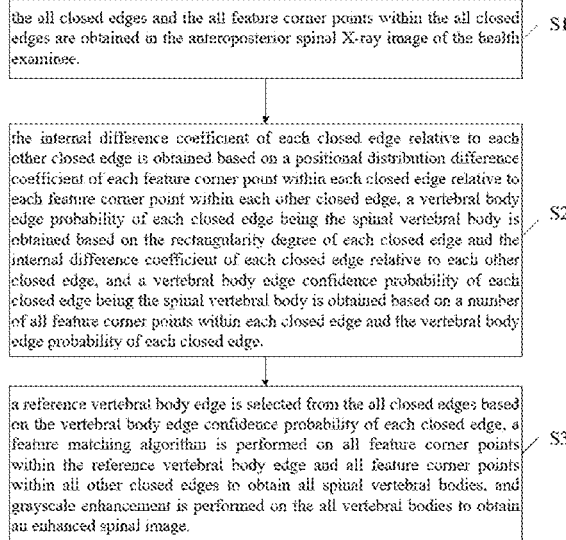 the all closed edges and the all feature corner points within the all closed
edges are obtained in the anteroposterior spinal X-ray image of the health
examinee.
S1
the internal difference coefficient of each closed edge relative to each
other closed edge is obtained based on a positional distribution difference
coefficient of each feature corner point within each closed edge relative to
each feature corner point within each other closed edge, a vertebral body
edge probability of each closed edge being the spinal vertebral body is
obtained based on the rectangularity degree of each closed edge and the
internal difference coefficient of each closed edge relative to each other
closed edge, and a vertebral body edge confidence probability of each
closed edge being the spinal vertebral body is obtained based on a number
of all feature corner points within each closed edge and the vertebral body
edge probability of each closed edge.
S2
a reference vertebral body edge is selected from the all closed edges based
on the vertebral body edge confidence probability of each closed edge, a
feature matching algorithm is performed on all feature corner points
within the reference vertebral body edge and all feature corner points
within all other closed edges to obtain all spinal vertebral bodies, and
grayscale enhancement is performed on the all vertebral bodies to obtain
an enhanced spinal image.
S3